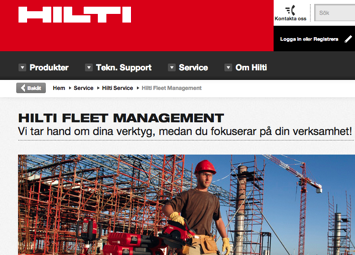 HILTI
Kontakta oss
Sök
Logga in eller Registrera
Produkter
Tekn. Support
Service
Om Hilti
Bakåt
Hem
Service
Hilti Service
Hilti Fleet Management
HILTI FLEET MANAGEMENT
Vi tar hand om dina verktyg, medan du fokuserar på din verksamhet!